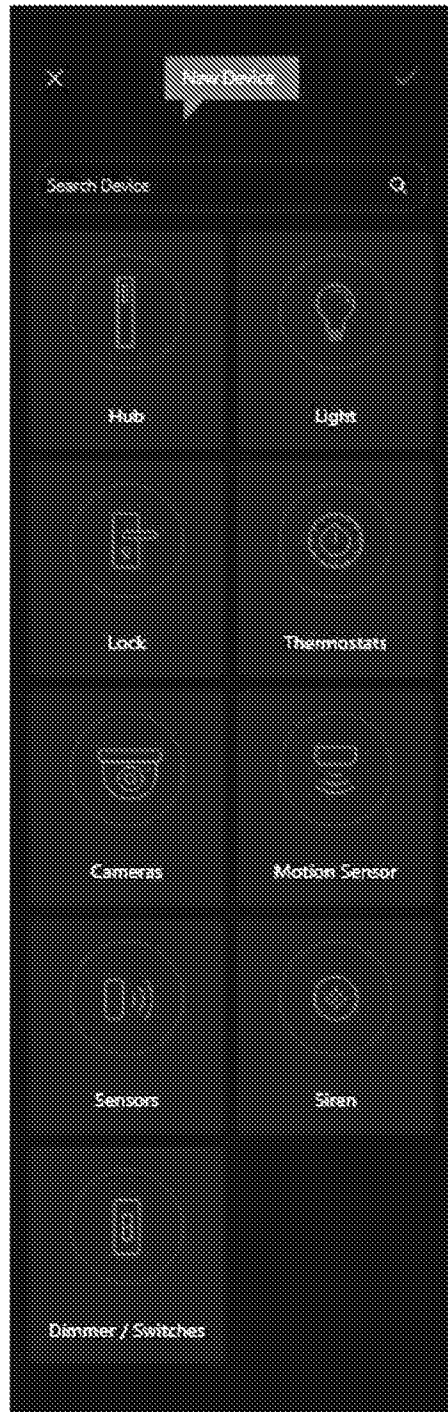 New Device
Search Device
Hub
Light
Lock
Thermostats
Cameras
Motion Sensor
Sensors
Siren
Dimmer / Switches